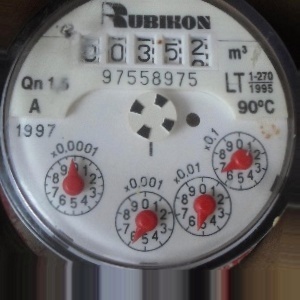 RUBIKON
00352 m³
97558975
Qn 1,5
A
LT 1-270
1995
90°C
1997
x0,0001
x0,001
x0,01
x0,1